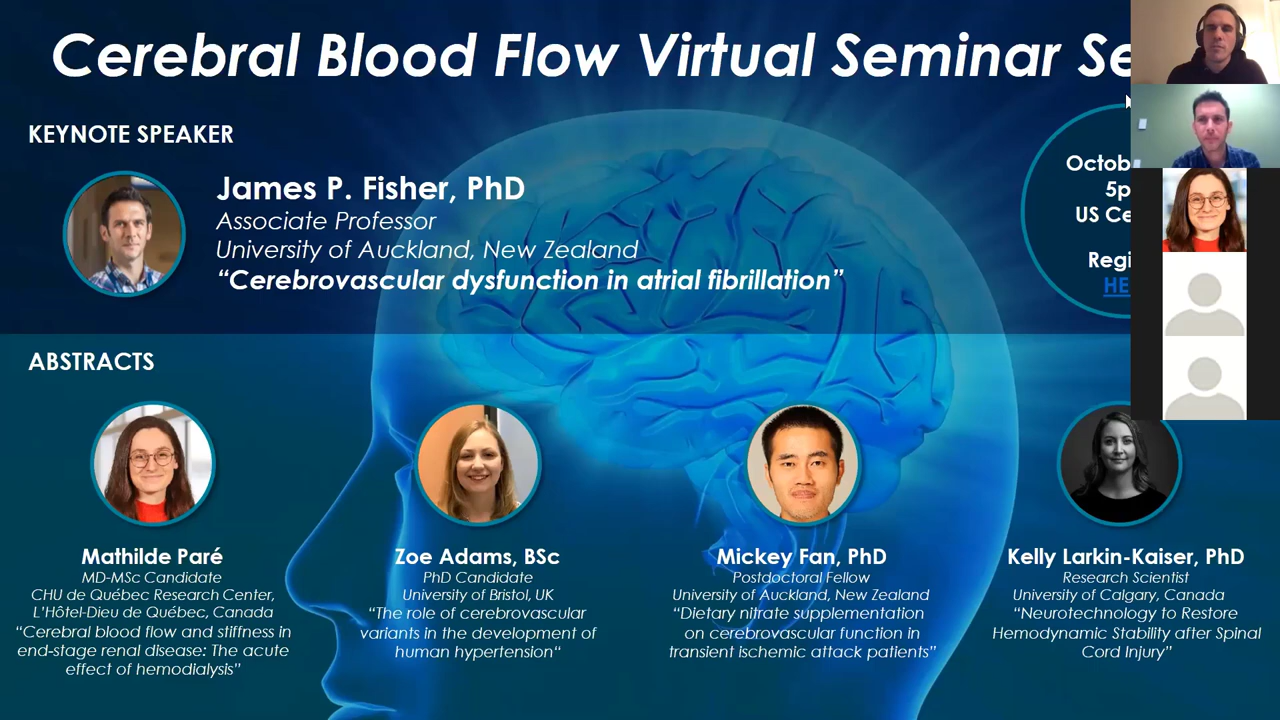 Cerebral Blood Flow Virtual Seminar
KEYNOTE SPEAKER
James P. Fisher, PhD
Associate Professor
University of Auckland, New Zealand
“Cerebrovascular dysfunction in atrial fibrillation”
US
ABSTRACTS
Mathilde Paré
MD-MSc Candidate
CHU de Québec Research Center,
L’Hôtel-Dieu de Québec, Canada
“Cerebral blood flow and stiffness in
end-stage renal disease: The acute
effect of hemodialysis”
Zoe Adams, BSc
PhD Candidate
University of Bristol, UK
“The role of cerebrovascular
variants in the development of
human hypertension“
Mickey Fan, PhD
Postdoctoral Fellow
University of Auckland, New Zealand
“Dietary nitrate supplementation
on cerebrovascular function in
transient ischemic attack patients”
Kelly Larkin-Kaiser, PhD
Research Scientist
University of Calgary, Canada
“Neurotechnology to Restore
Hemodynamic Stability after Spinal
Cord Injury”